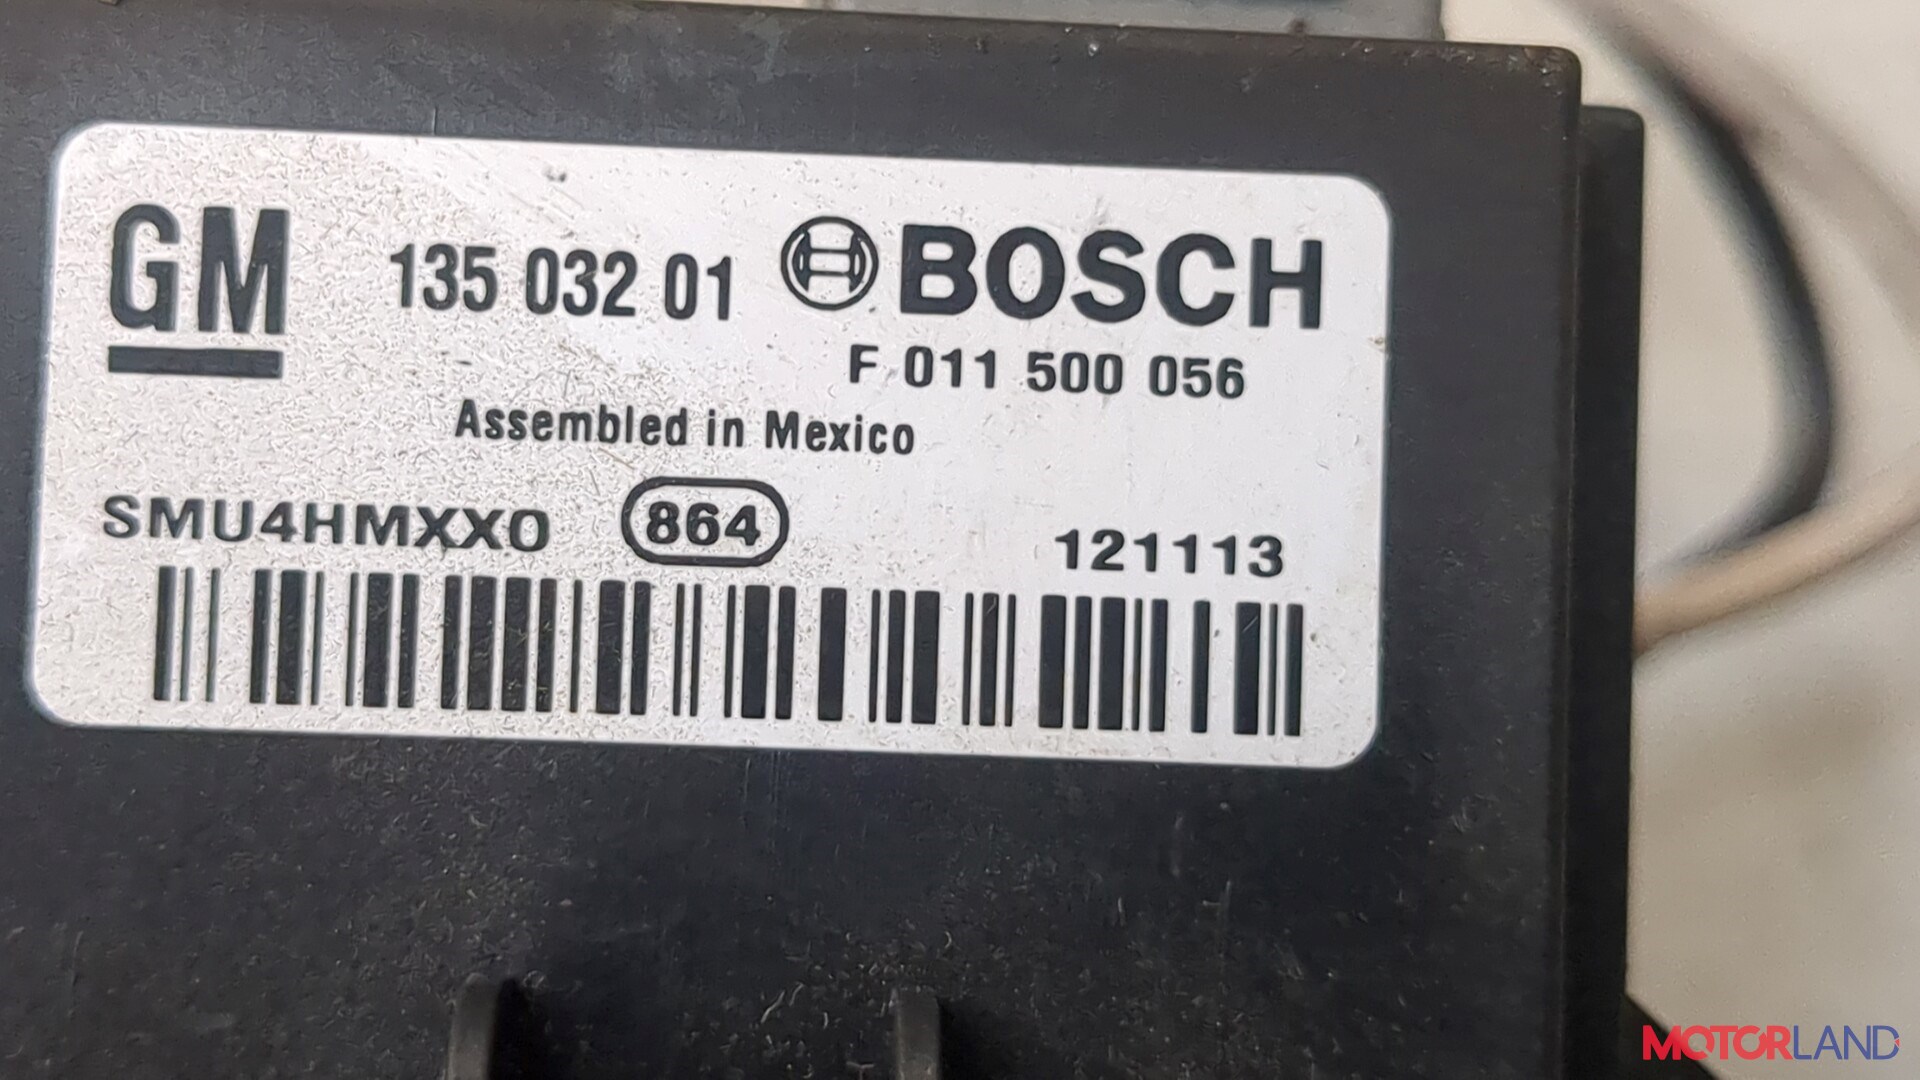 GM 135 032 01 BOSCH
F 011 500 056
Assembled in Mexico
SMU4HMXX0 864 121113
MOTORLAND